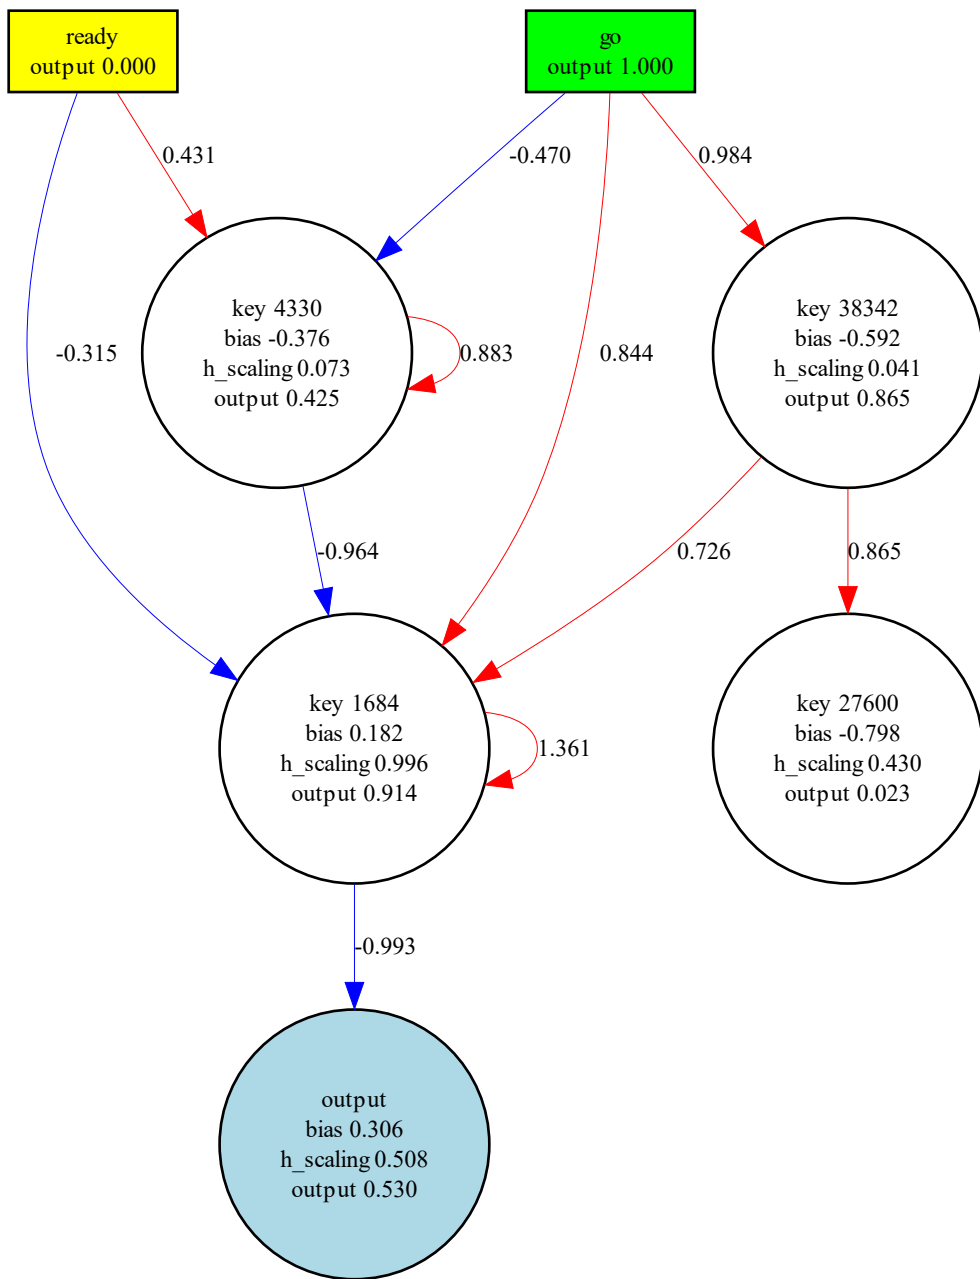 ready
output 0.000
go
output 1.000
0.431
-0.470
0.984
key 4330
bias -0.376
h_scaling 0.073
output 0.425
key 38342
bias -0.592
h_scaling 0.041
output 0.865
-0.315
0.883
0.844
-0.964
0.726
0.865
key 1684
bias 0.182
h_scaling 0.996
output 0.914
1.361
key 27600
bias -0.798
h_scaling 0.430
output 0.023
-0.993
output
bias 0.306
h_scaling 0.508
output 0.530